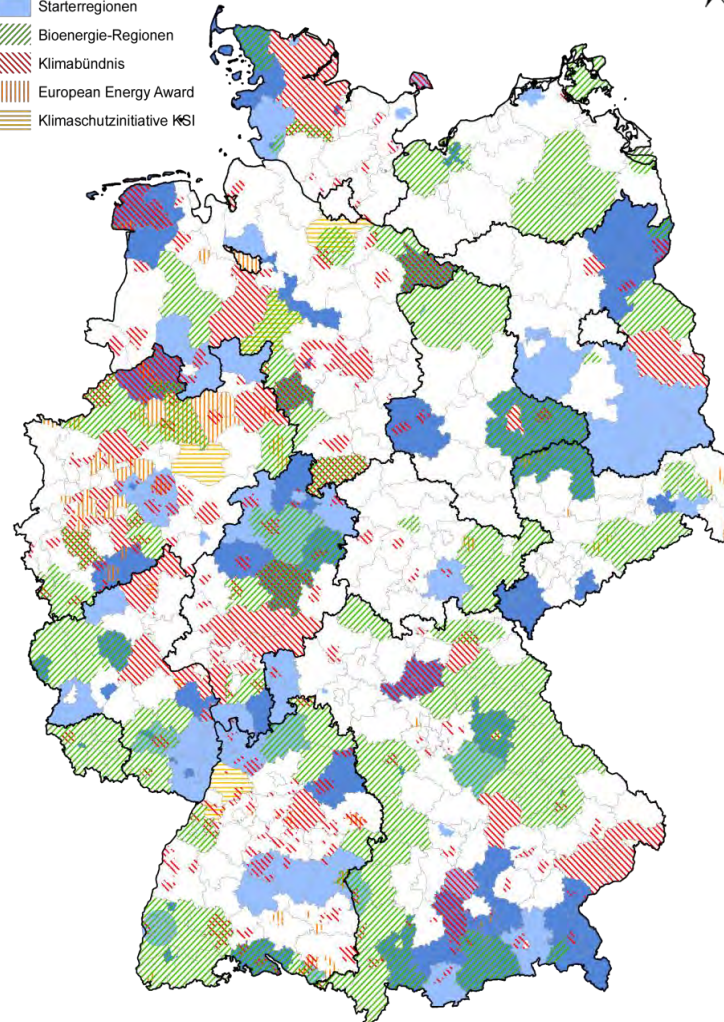 Starterregionen
Bioenergie-Regionen
Klimabündnis
European Energy Award
Klimaschutzinitiative KSI